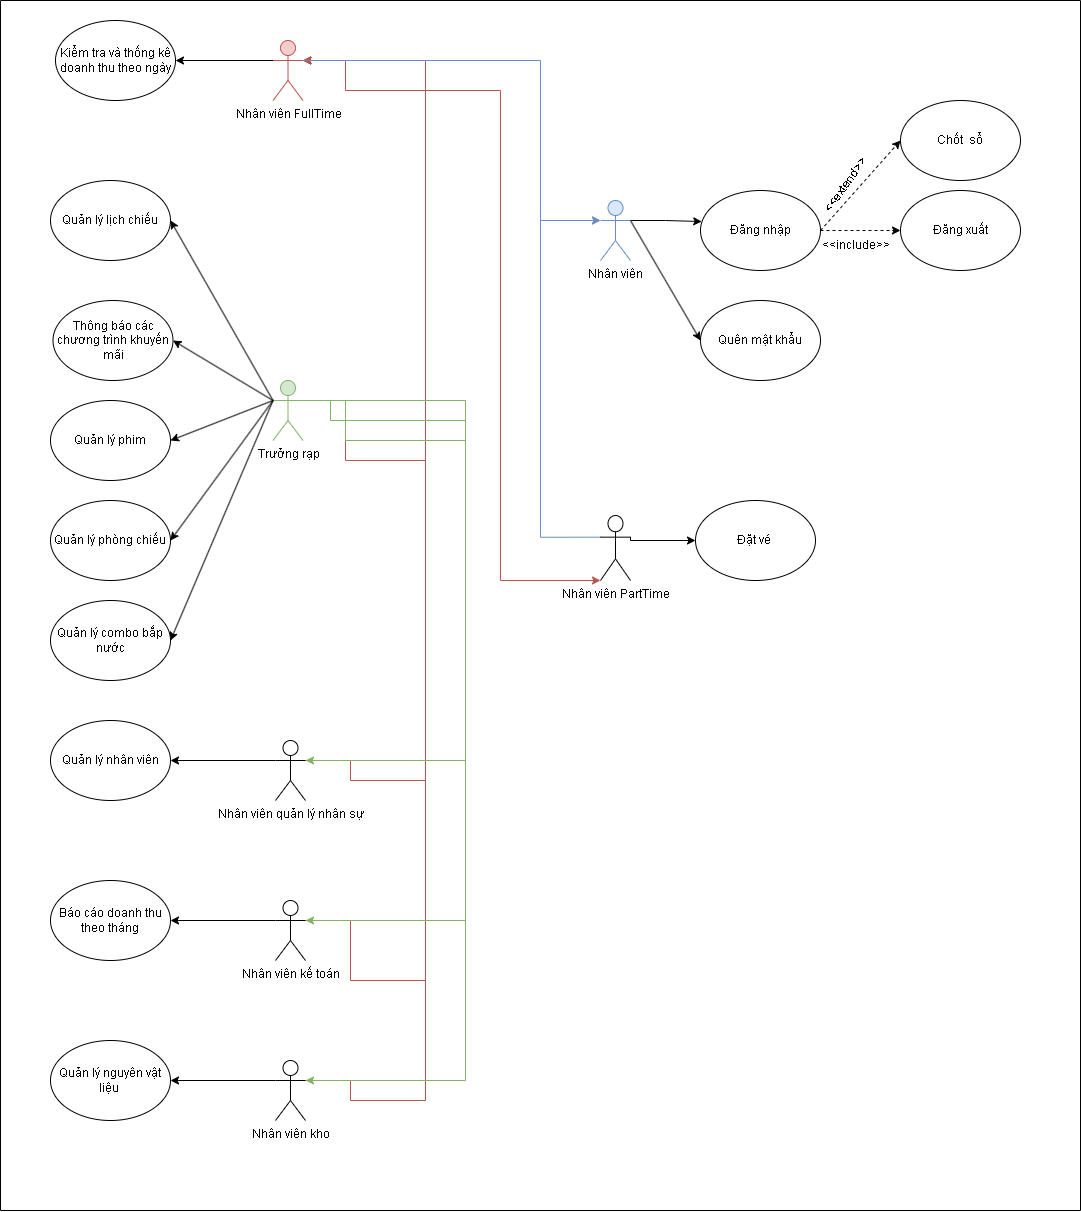 Kiểm tra và thống kê
doanh thu theo ngày
Nhân viên FullTime
Chốt sổ
<<extend>>
Quản lý lịch chiếu
Đăng nhập
Đăng xuất
<<include>>
Nhân viên
Thông báo các
chương trình khuyến
mãi
Quên mật khẩu
Quản lý phim
Trưởng rạp
Quản lý phòng chiếu
Đặt vé
Nhân viên PartTime
Quản lý combo bắp
nước
Quản lý nhân viên
Nhân viên quản lý nhân sự
Báo cáo doanh thu
theo tháng
Nhân viên kế toán
Quản lý nguyên vật
liệu
Nhân viên kho